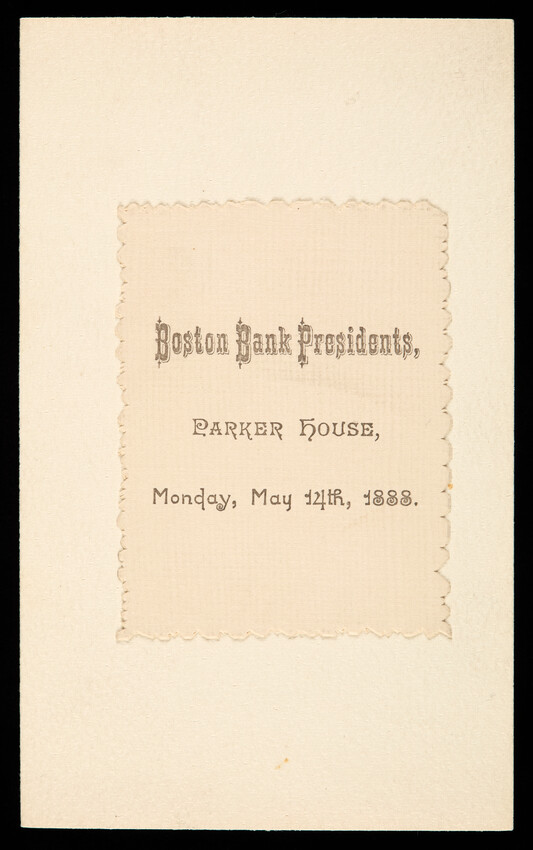 Boston Bank Presidents,
PARKER HOUSE,
Monday, May 14th, 1888.